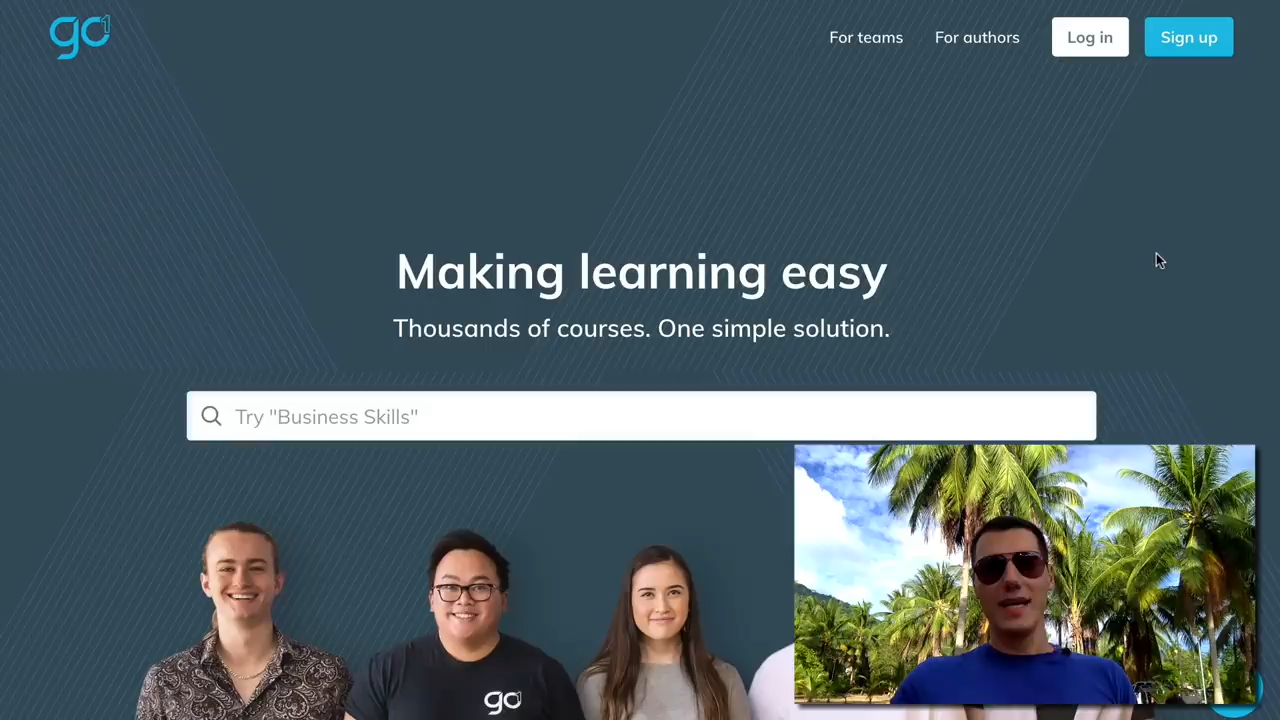 go1
For teams
For authors
Log in
Sign up
Making learning easy
Thousands of courses. One simple solution.
Try "Business Skills"
go1